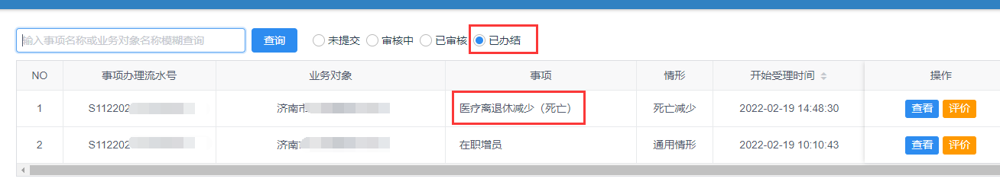 输入事项名称或业务对象名称模糊查询 查询 未提交 审核中 已审核 已办结
NO 事项办理流水号 业务对象 事项 情形 开始受理时间 操作
1 S112202 济南市 医疗离退休减少（死亡） 死亡减少 2022-02-19 14:48:30 查看 评价
2 S112202 济南 在职增员 通用情形 2022-02-19 10:10:43 查看 评价